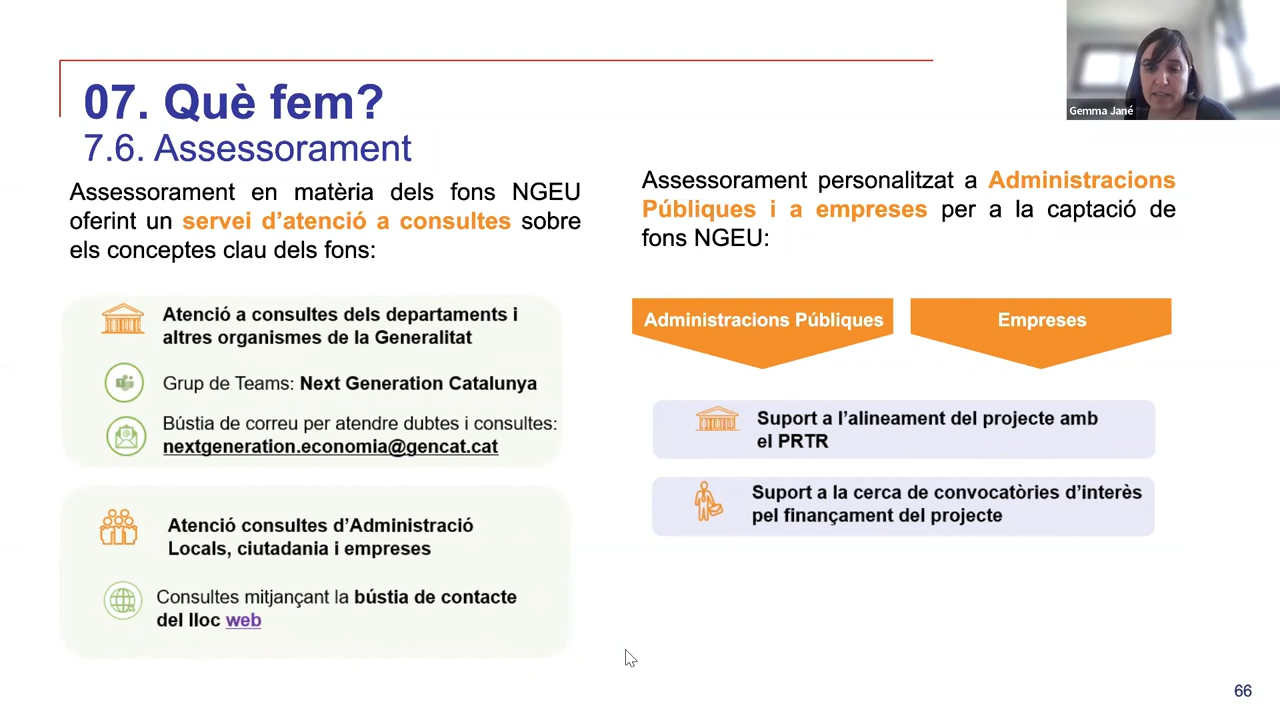 07. Què fem?
7.6. Assessorament
Assessorament en matèria dels fons NGEU
oferint un servei d'atenció a consultes sobre
els conceptes clau dels fons:
Atenció a consultes dels departaments i
altres organismes de la Generalitat
Grup de Teams: Next Generation Catalunya
Bústia de correu per atendre dubtes i consultes:
nextgeneration.economia@gencat.cat
Atenció consultes d'Administració
Locals, ciutadania i empreses
Consultes mitjançant la bústia de contacte
del lloc web
Assessorament personalitzat a Administracions
Públiques i a empreses per a la captació de
fons NGEU:
Administracions Públiques
Empreses
Suport a l'alineament del projecte amb
el PRTR
Suport a la cerca de convocatòries d'interès
pel finançament del projecte
Gemma Jané
66